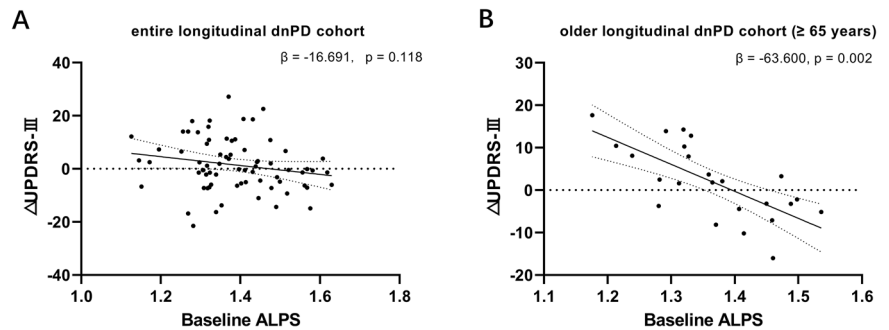 A
entire longitudinal dnPD cohort
β = -16.691, p = 0.118
40
20
0
-20
-40
ΔUPDRS-Ⅲ
1.0 1.2 1.4 1.6 1.8
Baseline ALPS
B
older longitudinal dnPD cohort (≥ 65 years)
β = -63.600, p = 0.002
30
20
10
0
-10
-20
ΔUPDRS-Ⅲ
1.1 1.2 1.3 1.4 1.5 1.6
Baseline ALPS